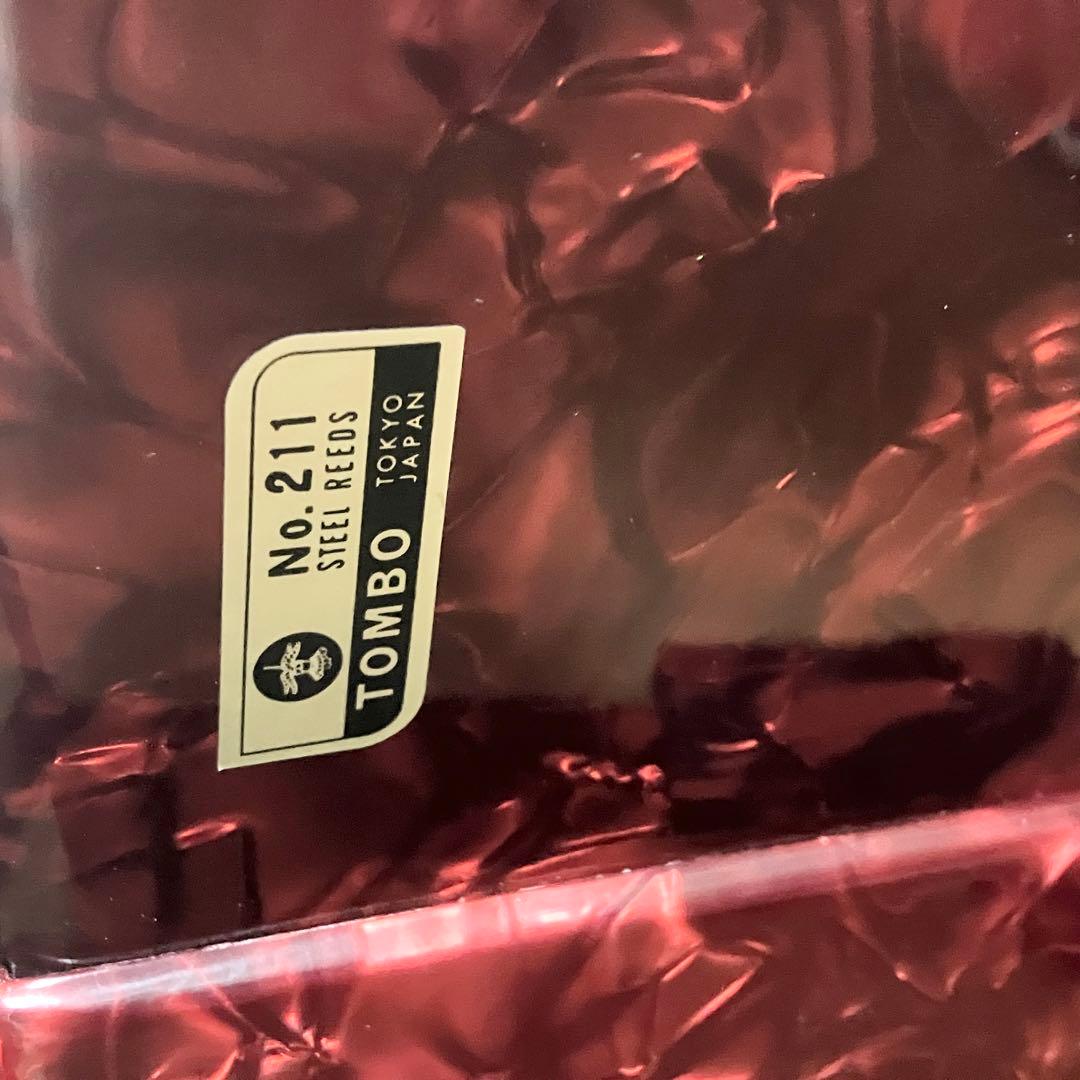 No. 211
STEEL REEDS
TOMBO
TOKYO
JAPAN